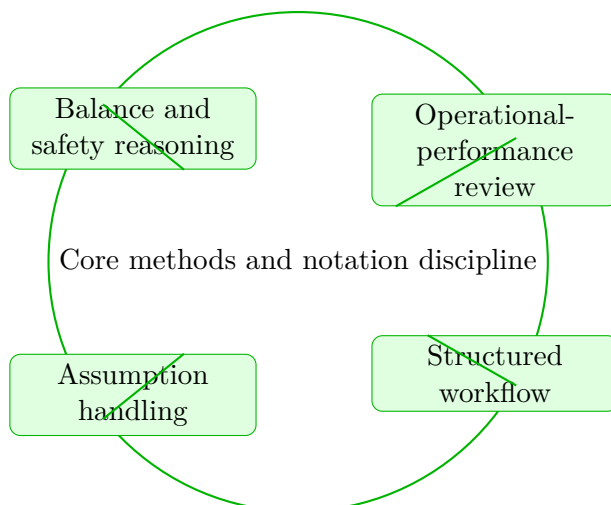 Balance and
safety reasoning
Operational-
performance
review
Core methods and notation discipline
Assumption
handling
Structured
workflow